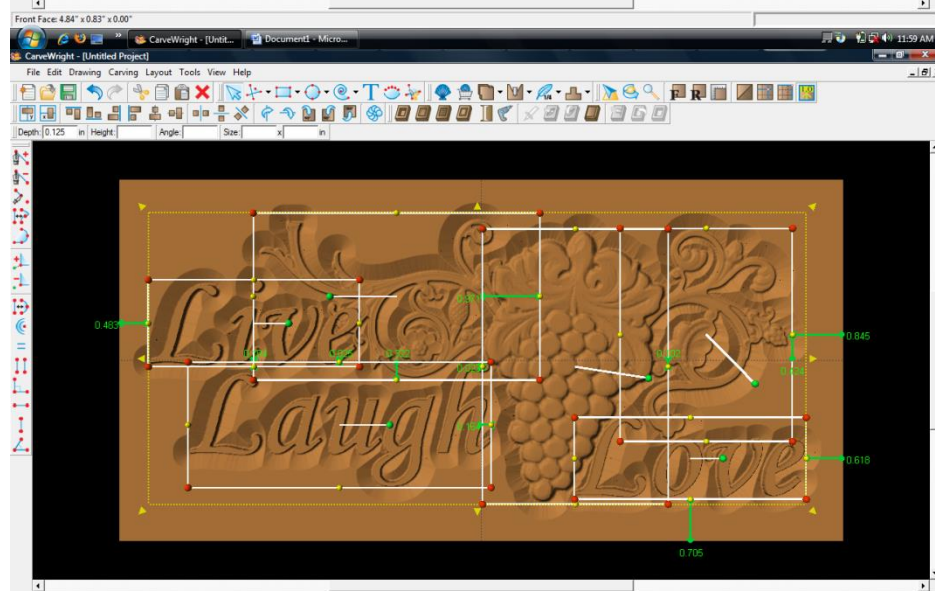 Front Face: 4.84" x 0.83" x 0.00"
CarveWright - [Untit...
Document1 - Micro...
11:59 AM
CarveWright - [Untitled Project]
File Edit Drawing Carving Layout Tools View Help
Depth: 0.125 in Height: Angle: Size: x in
0.483
Live
0.845
Laugh
Love
0.618
0.705